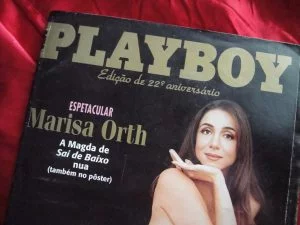 PLAYBOY
Edição de 22º aniversário
ESPETACULAR
Marisa Orth
A Magda de
Sai de Baixo
nua
(também no pôster)